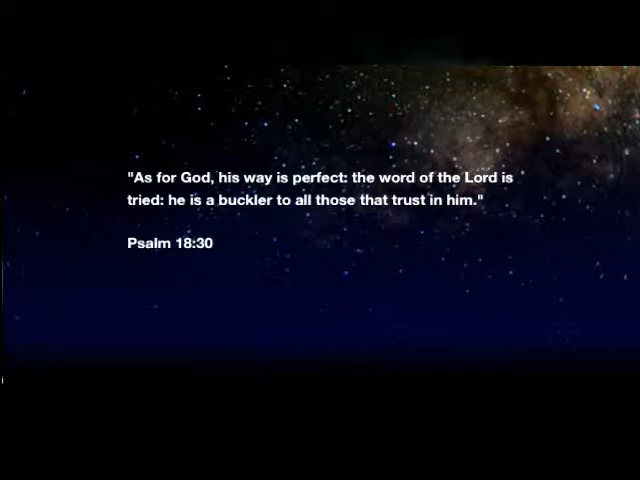 "As for God, his way is perfect: the word of the Lord is
tried: he is a buckler to all those that trust in him."
Psalm 18:30